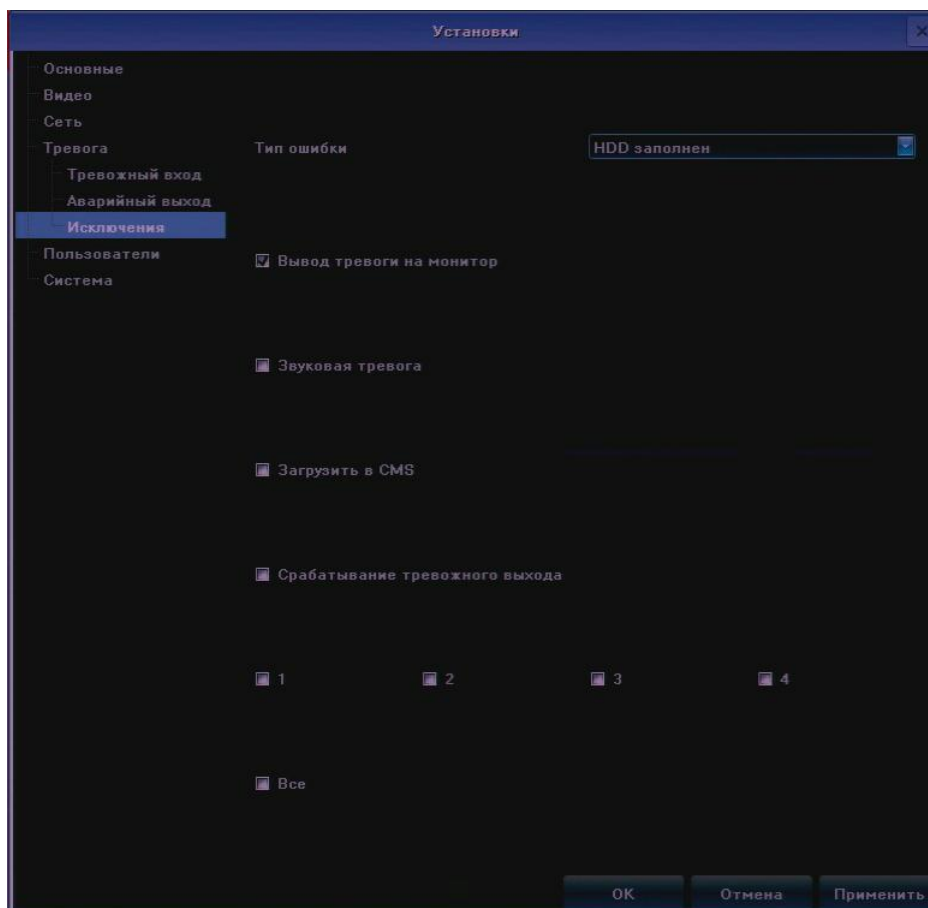 Установки
Основные
Видео
Сеть
Тревога
Тревожный вход
Аварийный выход
Исключения
Пользователи
Система
Тип ошибки
HDD заполнен
Вывод тревоги на монитор
Звуковая тревога
Загрузить в CMS
Срабатывание тревожного выхода
1 2 3 4
Все
OK Отмена Применить